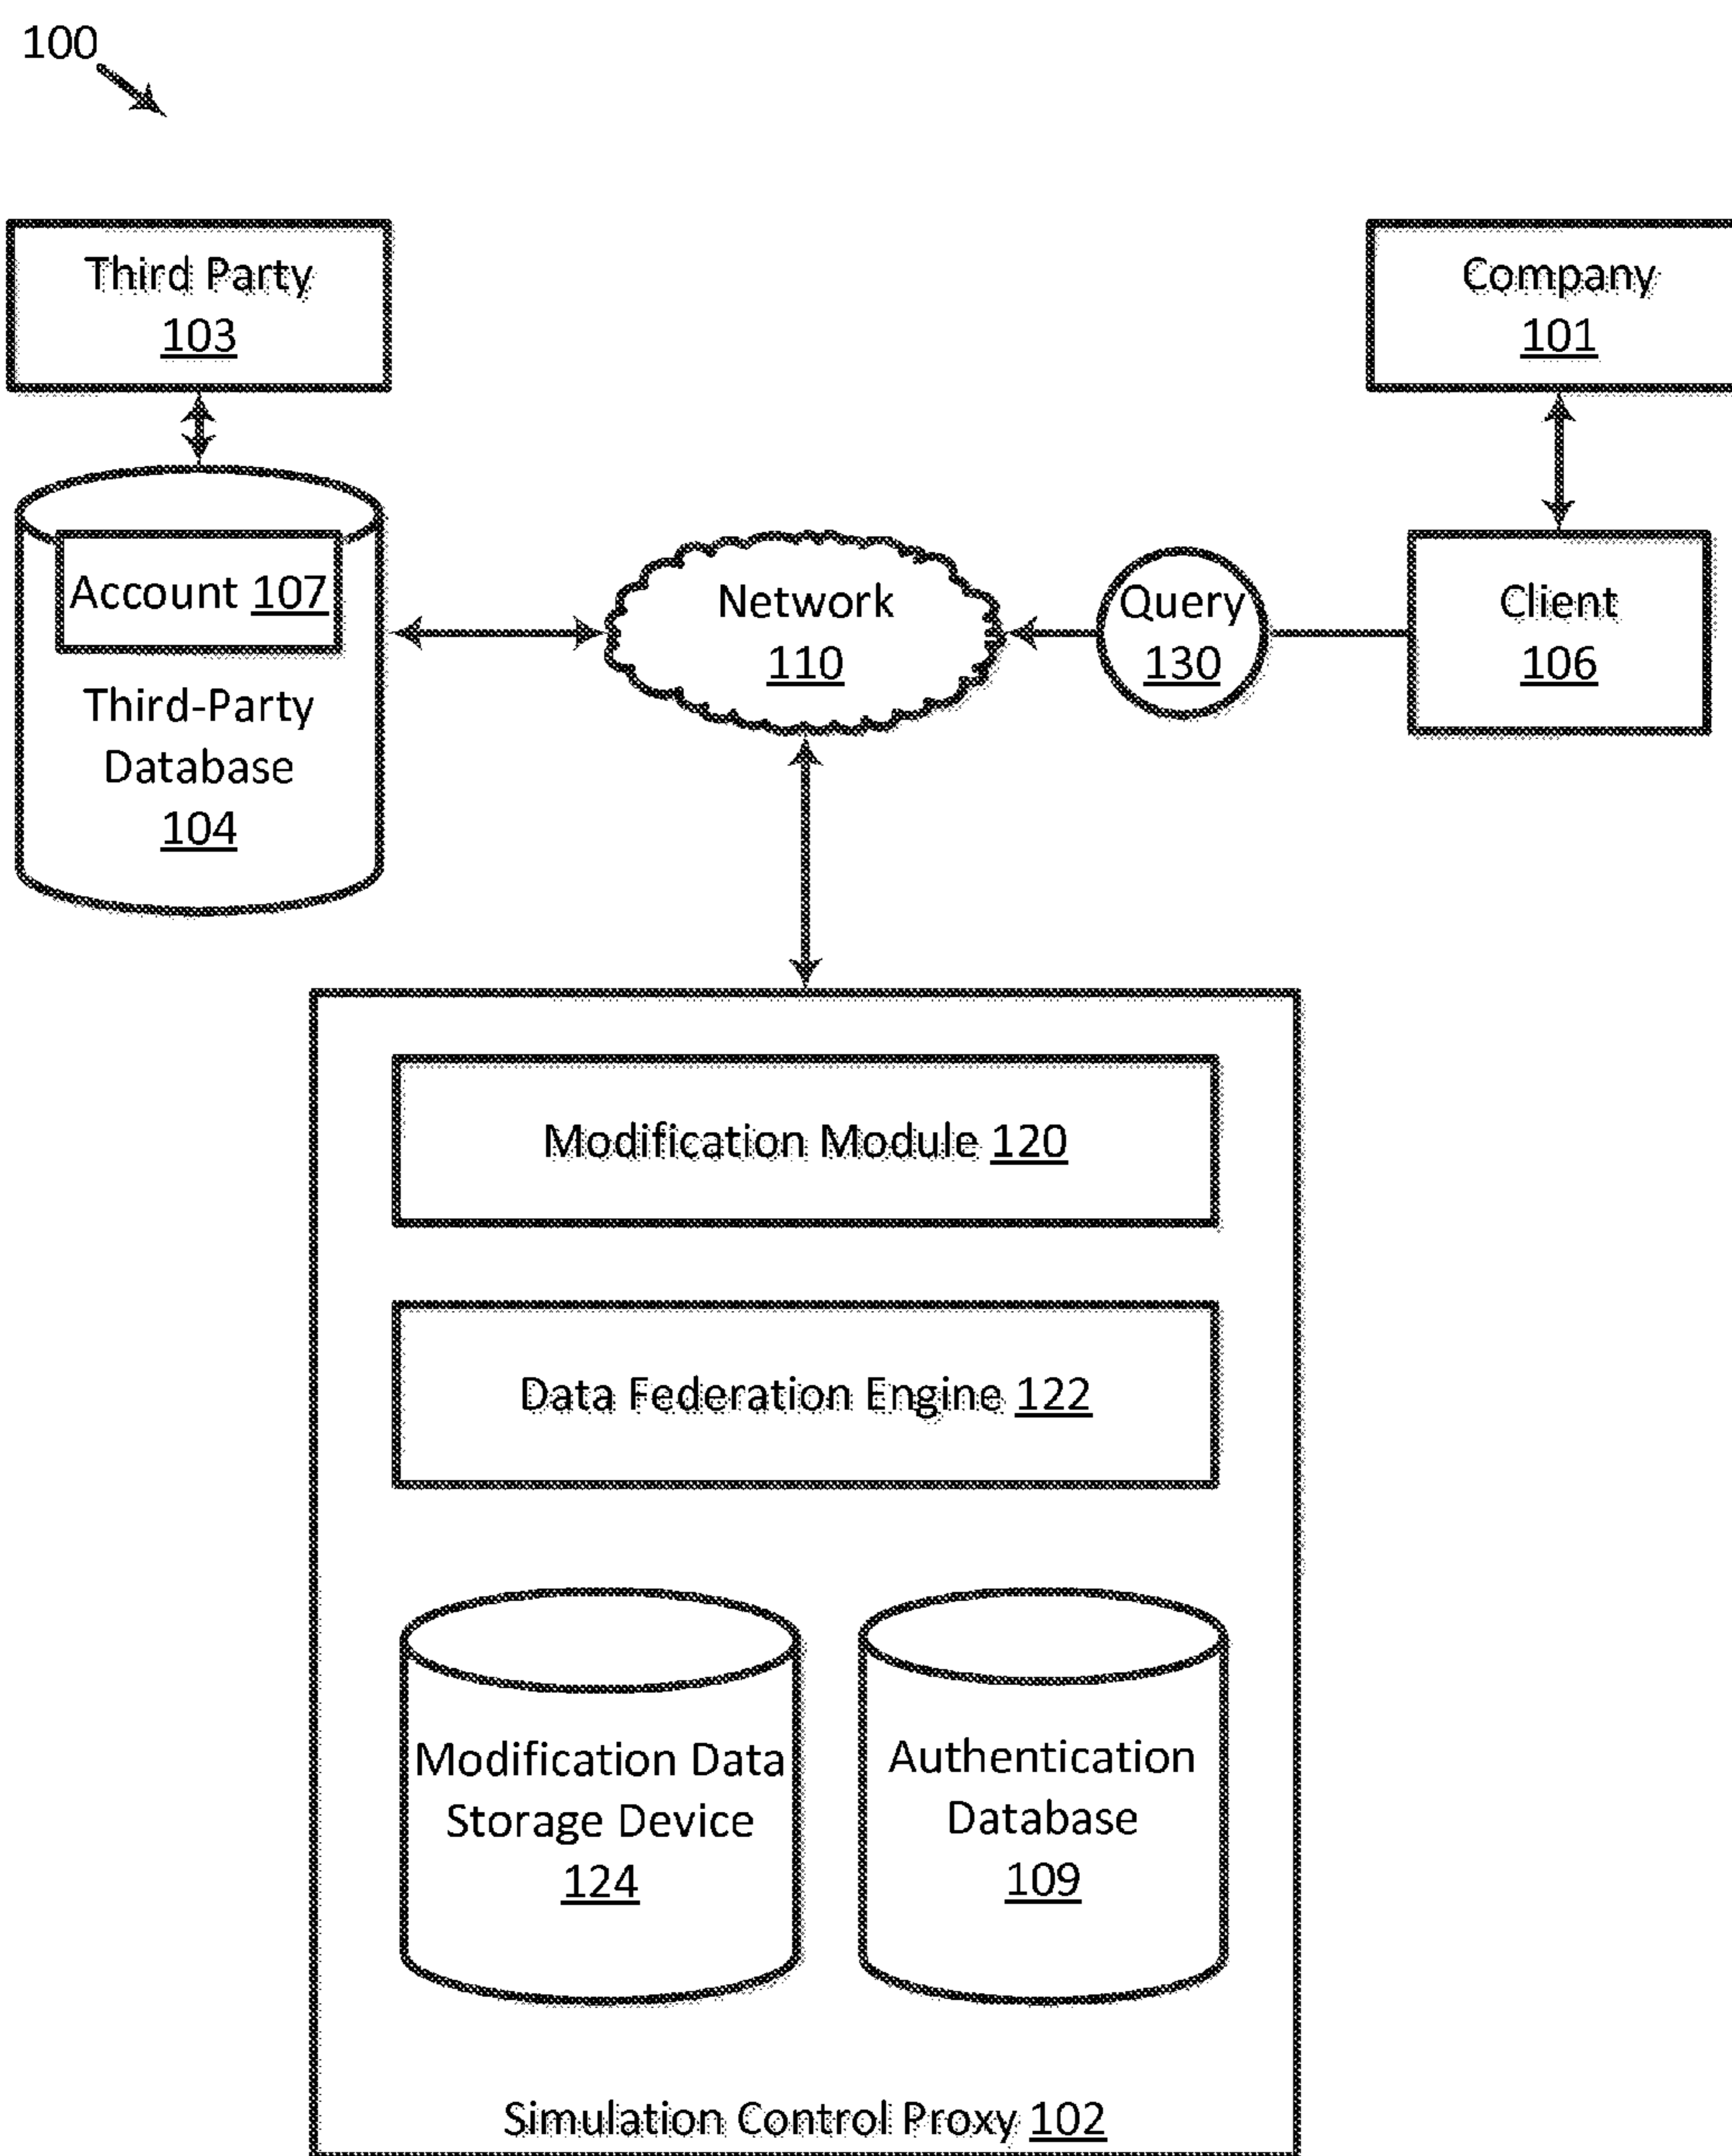 100
Third Party
103
Company
101
Account 107
Third-Party
Database
104
Network
110
Query
130
Client
106
Modification Module 120
Data Federation Engine 122
Modification Data
Storage Device
124
Authentication
Database
109
Simulation Control Proxy 102